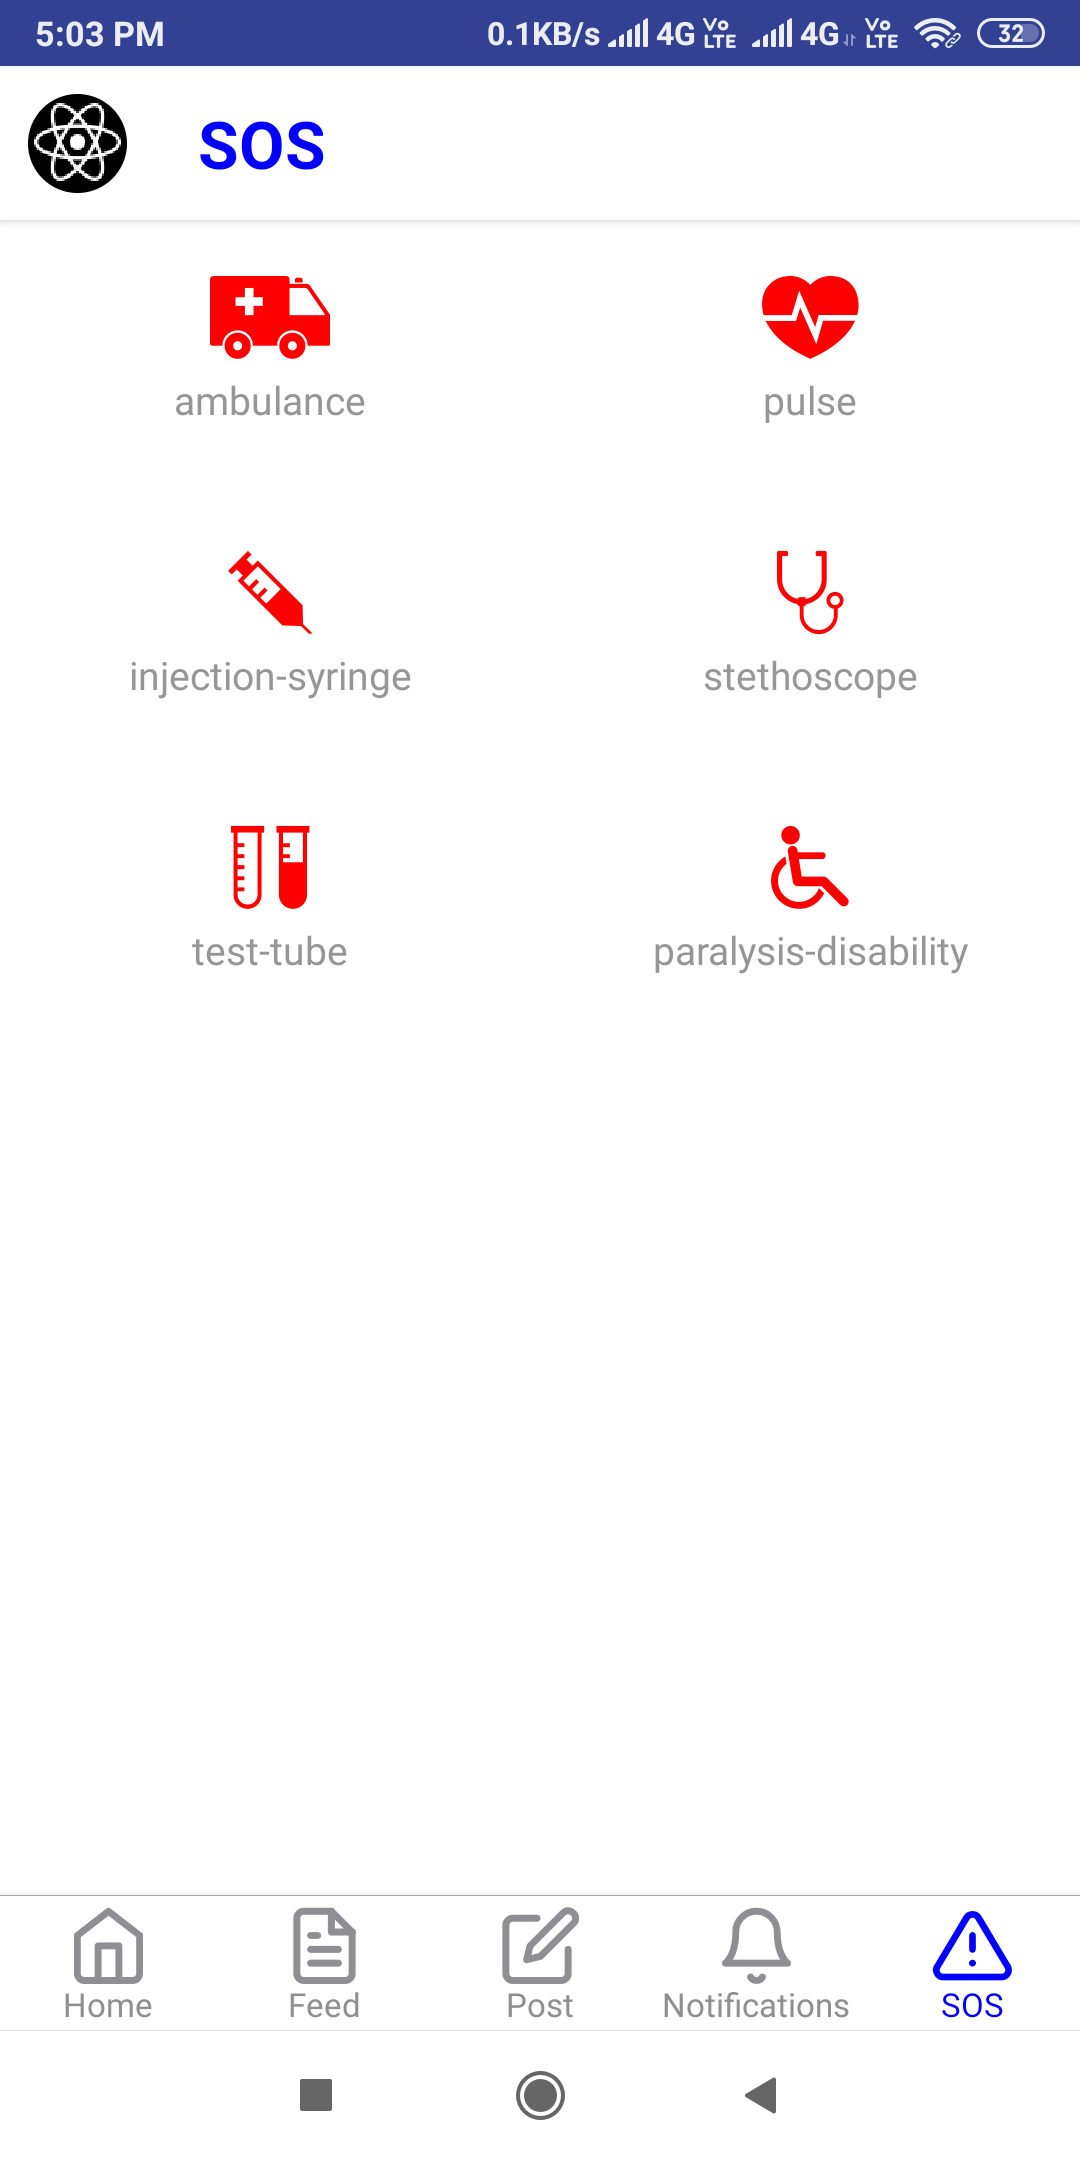 5:03 PM 0.1KB/s 4G Vo LTE 4G Vo LTE 32
SOS
ambulance pulse
injection-syringe stethoscope
test-tube paralysis-disability
Home Feed Post Notifications SOS